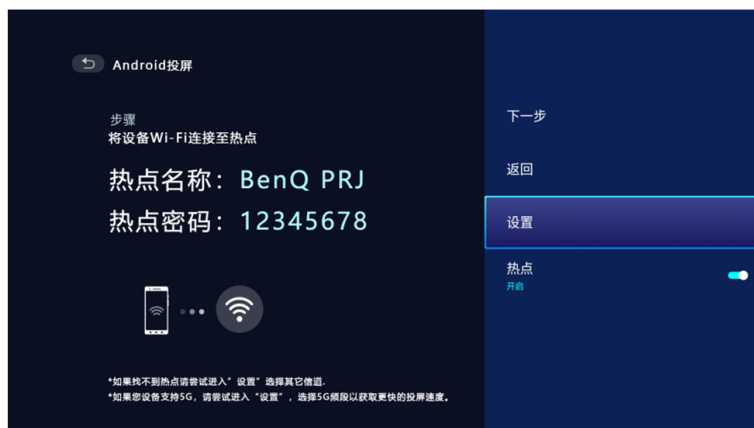 Android投屏
步骤
将设备Wi-Fi连接至热点
热点名称：BenQ PRJ
热点密码：12345678
*如果找不到热点请尝试进入“设置”选择其它信道.
*如果您设备支持5G，请尝试进入“设置”，选择5G频段以获取更快的投屏速度。
下一步
返回
设置
热点
开启